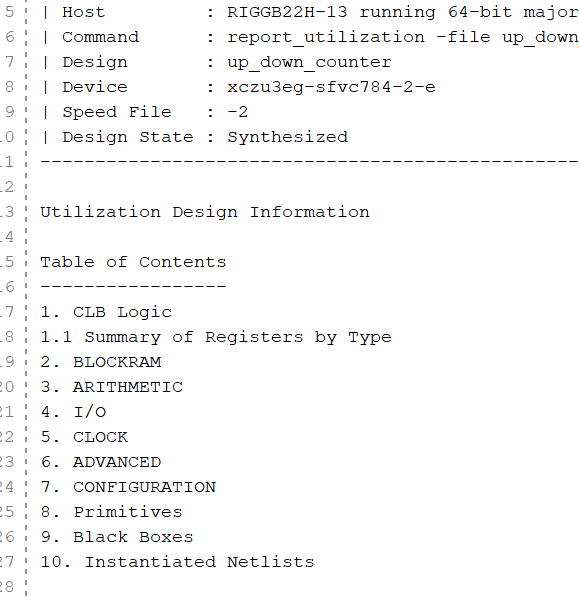 5 | Host         : RIGGB22H-13 running 64-bit major
6 | Command      : report_utilization -file up_down
7 | Design       : up_down_counter
8 | Device       : xczu3eg-sfvc784-2-e
9 | Speed File   : -2
10 | Design State : Synthesized
11 -------------------------------------------------
12
13 Utilization Design Information
14
15 Table of Contents
16 -----------------
17 1. CLB Logic
18 1.1 Summary of Registers by Type
19 2. BLOCKRAM
20 3. ARITHMETIC
21 4. I/O
22 5. CLOCK
23 6. ADVANCED
24 7. CONFIGURATION
25 8. Primitives
26 9. Black Boxes
27 10. Instantiated Netlists
28